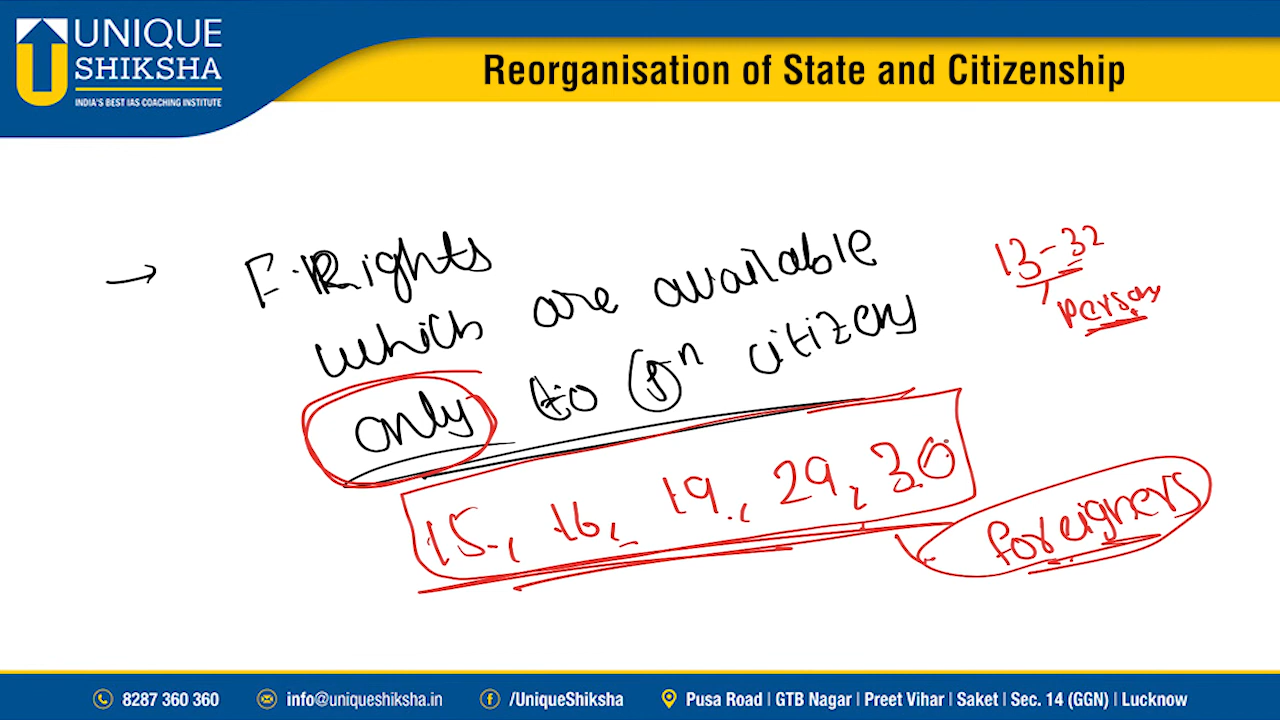 UNIQUE
SHIKSHA
INDIA'S BEST IAS COACHING INSTITUTE
Reorganisation of State and Citizenship
→ F.Rights
which are available
only to citizens
13-32
person
15, 16, 19, 29, 30
foreigners
8287 360 360
info@uniqueshiksha.in
/UniqueShiksha
Pusa Road | GTB Nagar | Preet Vihar | Saket | Sec. 14 (GGN) | Lucknow